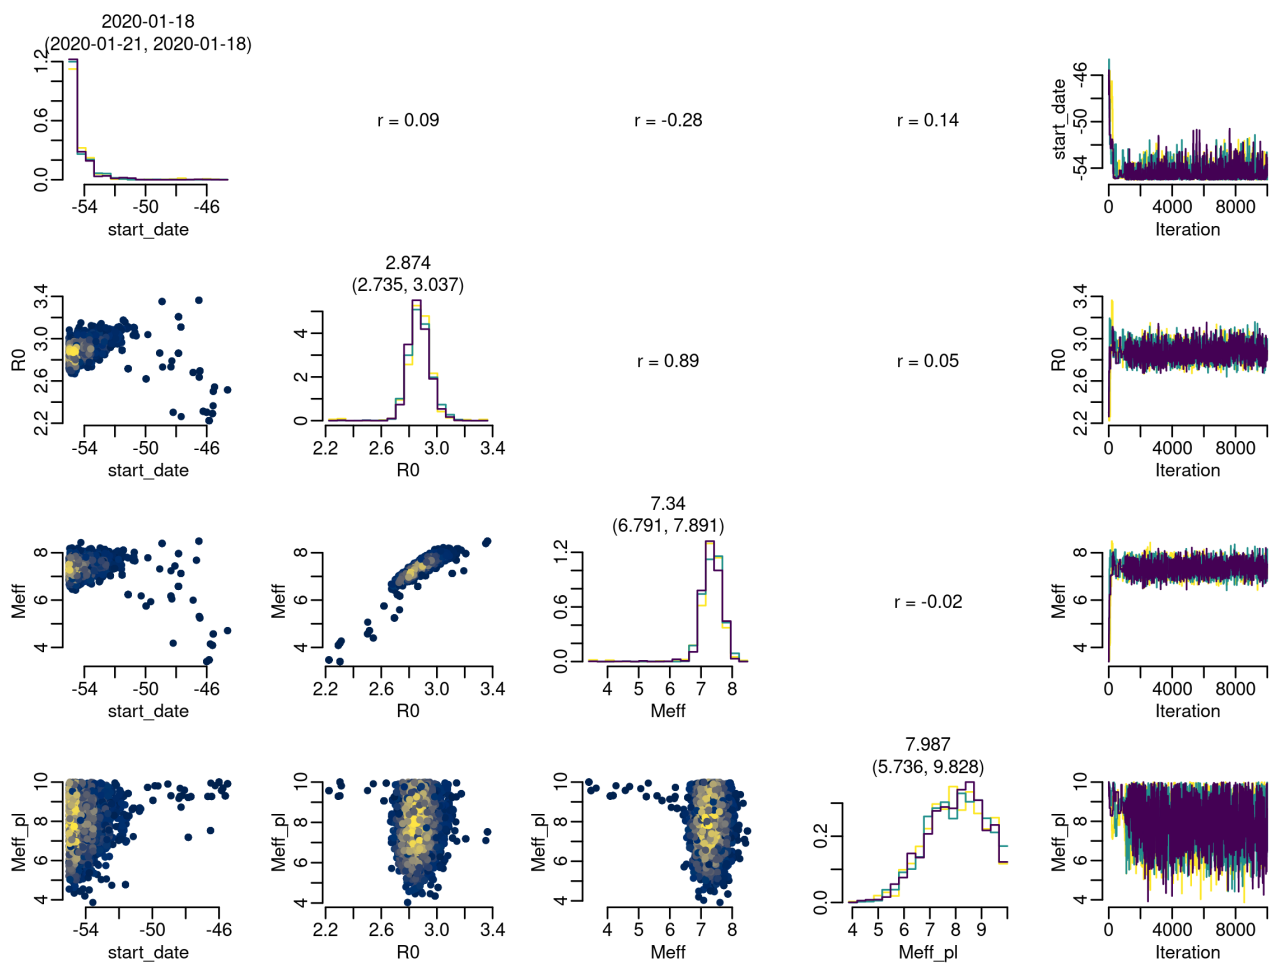 2020-01-18
(2020-01-21, 2020-01-18)
0.0 0.6 1.2
-54 -50 -46
start_date
r = 0.09
r = -0.28
r = 0.14
start_date
-54 -50 -46
0 4000 8000
Iteration
R0
2.2 2.6 3.0 3.4
-54 -50 -46
start_date
2.874
(2.735, 3.037)
0 2 4
2.2 2.6 3.0 3.4
R0
r = 0.89
r = 0.05
R0
2.2 2.6 3.0 3.4
0 4000 8000
Iteration
Meff
4 6 8
-54 -50 -46
start_date
Meff
4 6 8
2.2 2.6 3.0 3.4
R0
7.34
(6.791, 7.891)
0.0 0.6 1.2
4 5 6 7 8
Meff
r = -0.02
Meff
4 6 8
0 4000 8000
Iteration
Meff_pl
4 6 8 10
-54 -50 -46
start_date
Meff_pl
4 6 8 10
2.2 2.6 3.0 3.4
R0
Meff_pl
4 6 8 10
4 5 6 7 8
Meff
7.987
(5.736, 9.828)
0.0 0.2
4 5 6 7 8 9
Meff_pl
Meff_pl
4 6 8 10
0 4000 8000
Iteration